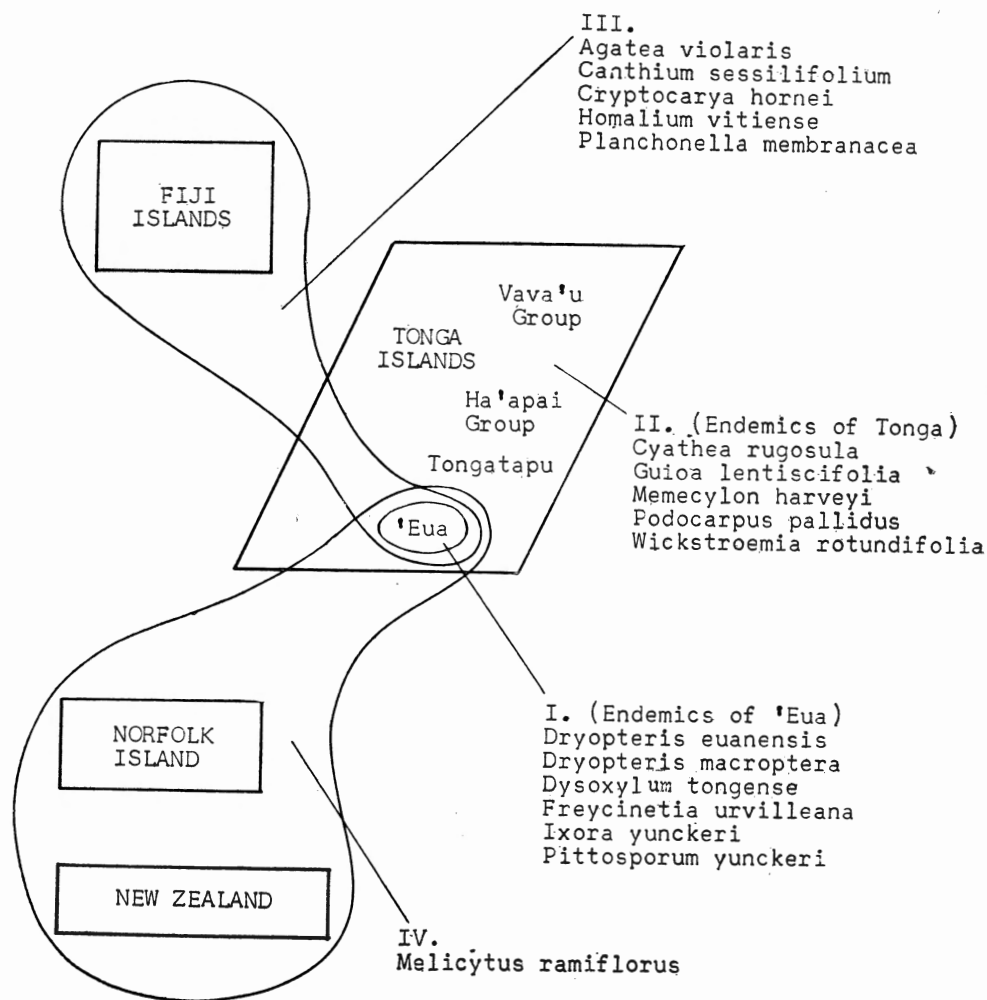 III.
Agatea violaris
Canthium sessilifolium
Cryptocarya hornei
Homalium vitiense
Planchonella membranacea
FIJI
ISLANDS
Vava'u
Group
TONGA
ISLANDS
Ha'apai
Group
Tongatapu
'Eua
II. (Endemics of Tonga)
Cyathea rugosula
Guioa lentiscifolia
Memecylon harveyi
Podocarpus pallidus
Wickstroemia rotundifolia
I. (Endemics of 'Eua)
Dryopteris euanensis
Dryopteris macroptera
Dysoxylum tongense
Freycinetia urvilleana
Ixora yunckeri
Pittosporum yunckeri
NORFOLK
ISLAND
NEW ZEALAND
IV.
Melicytus ramiflorus